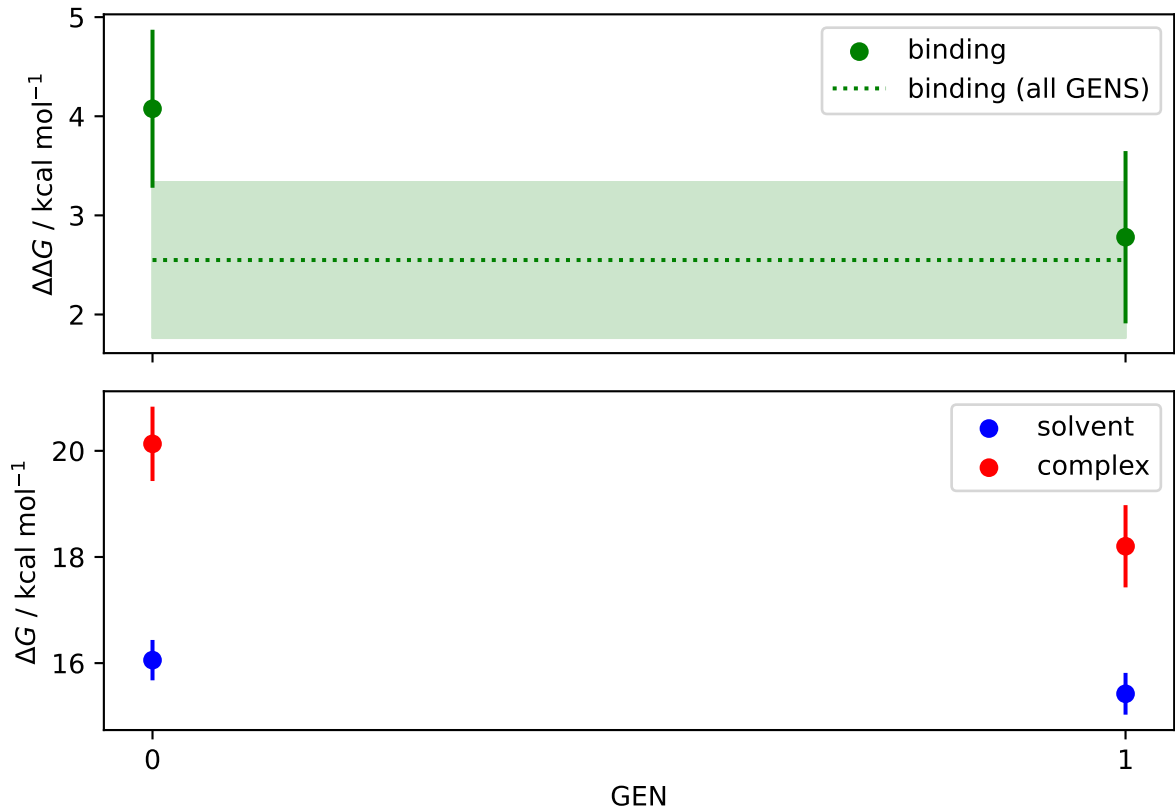 5
4
3
2
ΔΔG / kcal mol⁻¹
binding
binding (all GENS)
20
18
16
ΔG / kcal mol⁻¹
solvent
complex
0
1
GEN